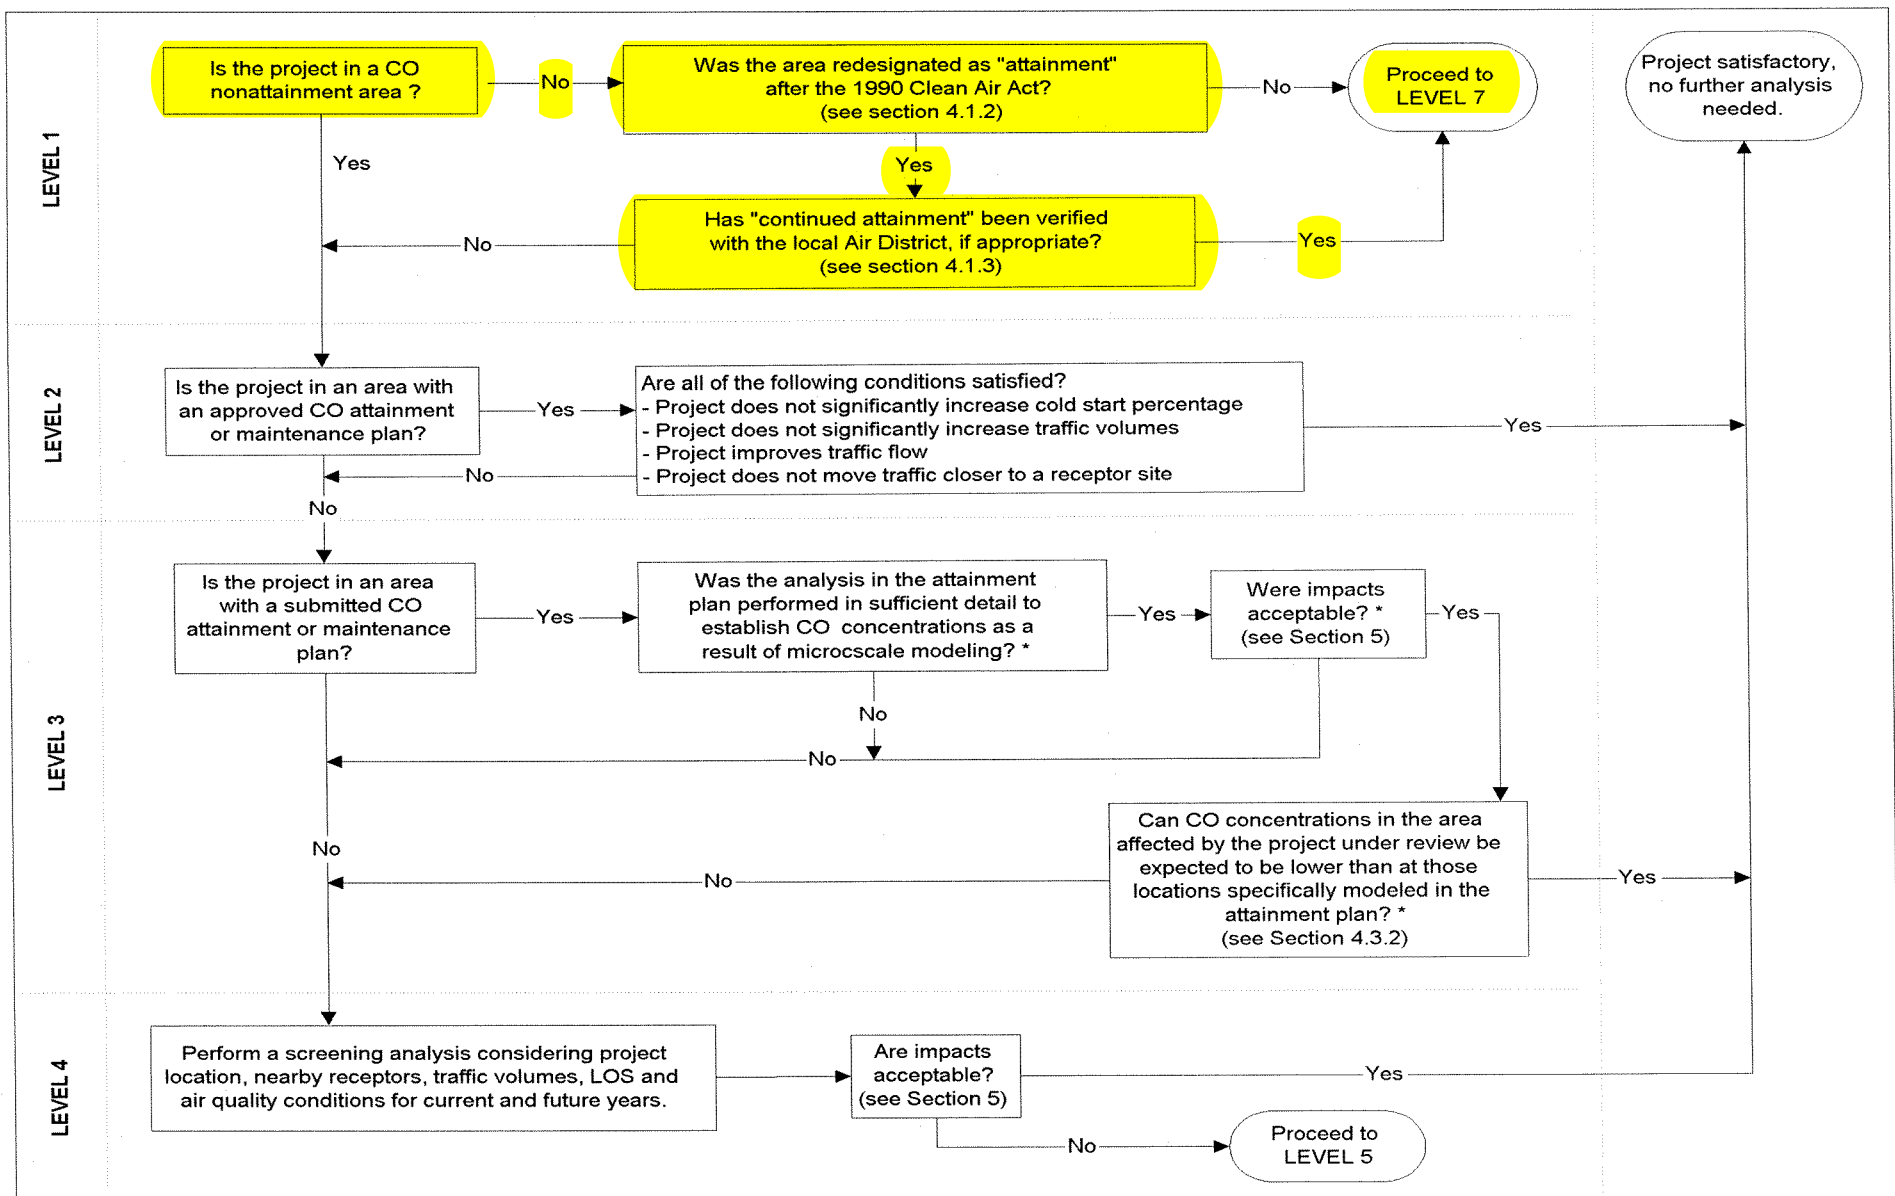 LEVEL 1
Is the project in a CO
nonattainment area ?
No
Was the area redesignated as "attainment"
after the 1990 Clean Air Act?
(see section 4.1.2)
No
Proceed to
LEVEL 7
Project satisfactory,
no further analysis
needed.
Yes
Yes
Has "continued attainment" been verified
with the local Air District, if appropriate?
(see section 4.1.3)
No
Yes
LEVEL 2
Is the project in an area with
an approved CO attainment
or maintenance plan?
Yes
Are all of the following conditions satisfied?
- Project does not significantly increase cold start percentage
- Project does not significantly increase traffic volumes
- Project improves traffic flow
- Project does not move traffic closer to a receptor site
Yes
No
No
LEVEL 3
Is the project in an area
with a submitted CO
attainment or maintenance
plan?
Yes
Was the analysis in the attainment
plan performed in sufficient detail to
establish CO concentrations as a
result of microcscale modeling? *
Yes
Were impacts
acceptable? *
(see Section 5)
Yes
No
No
No
Can CO concentrations in the area
affected by the project under review be
expected to be lower than at those
locations specifically modeled in the
attainment plan? *
(see Section 4.3.2)
No
Yes
LEVEL 4
Perform a screening analysis considering project
location, nearby receptors, traffic volumes, LOS and
air quality conditions for current and future years.
Are impacts
acceptable?
(see Section 5)
Yes
No
Proceed to
LEVEL 5